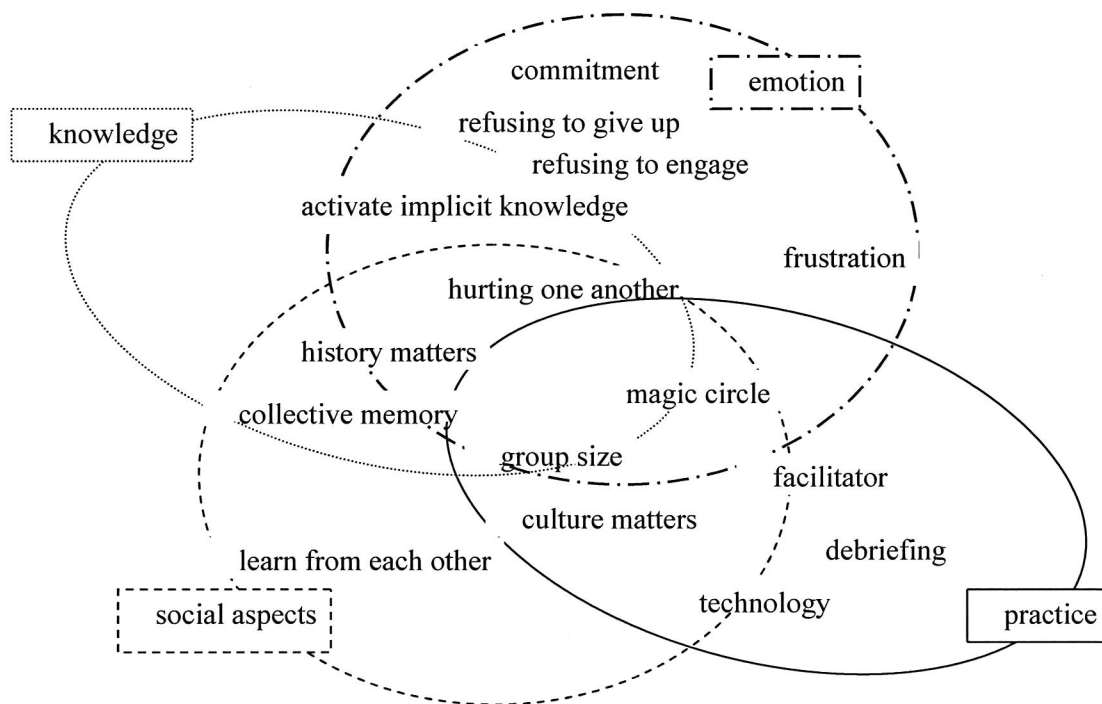 commitment
emotion
knowledge
refusing to give up
refusing to engage
activate implicit knowledge
frustration
hurting one another
history matters
magic circle
collective memory
group size
facilitator
culture matters
debriefing
learn from each other
technology
social aspects
practice